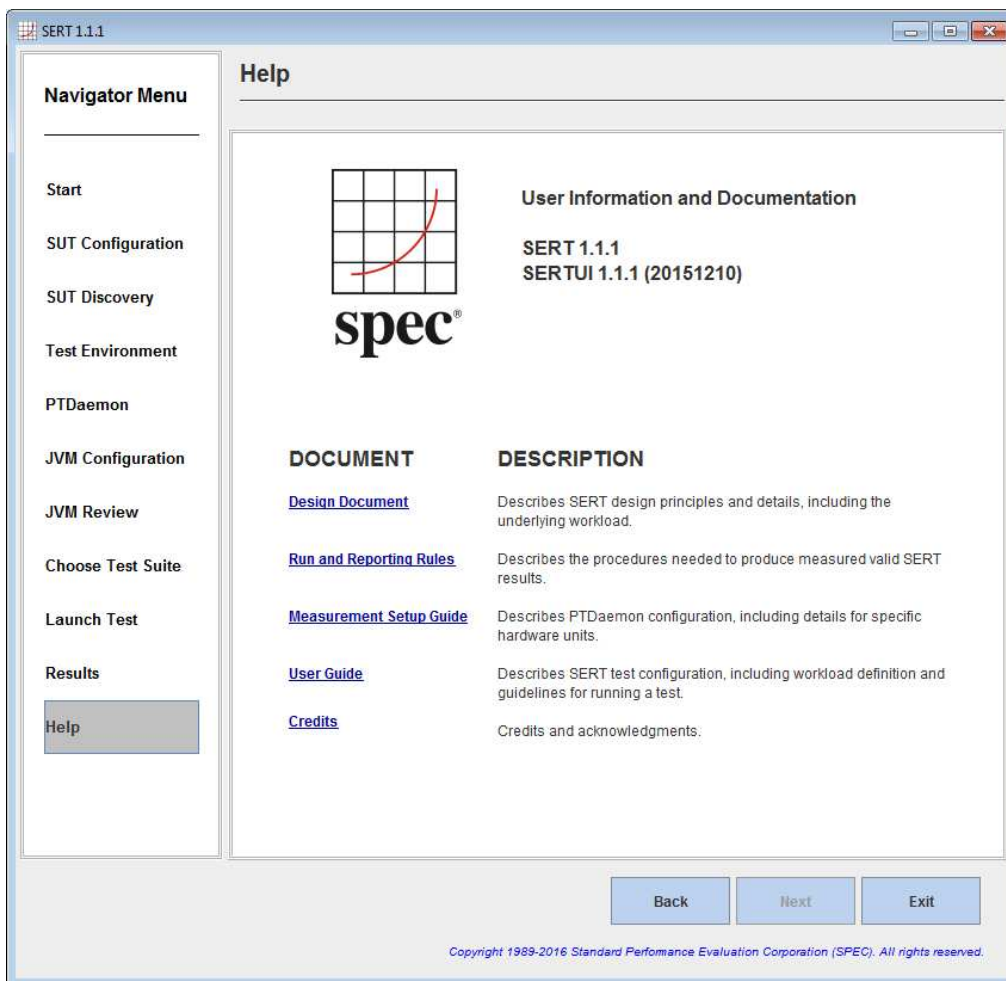 SERT 1.1.1
Navigator Menu
Start
SUT Configuration
SUT Discovery
Test Environment
PTDaemon
JVM Configuration
JVM Review
Choose Test Suite
Launch Test
Results
Help
Help
spec®
User Information and Documentation
SERT 1.1.1
SERTUI 1.1.1 (20151210)
DOCUMENT DESCRIPTION
Design Document Describes SERT design principles and details, including the
underlying workload.
Run and Reporting Rules Describes the procedures needed to produce measured valid SERT
results.
Measurement Setup Guide Describes PTDaemon configuration, including details for specific
hardware units.
User Guide Describes SERT test configuration, including workload definition and
guidelines for running a test.
Credits Credits and acknowledgments.
Back Next Exit
Copyright 1989-2016 Standard Perfomance Evaluation Corporation (SPEC). All rights reserved.